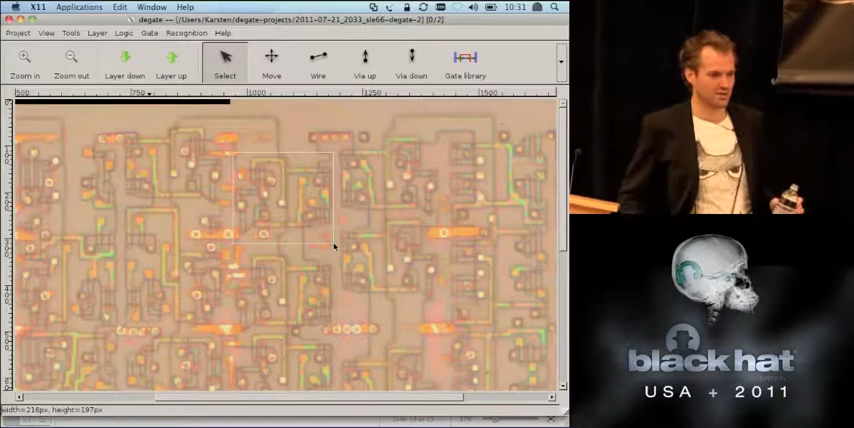 X11 Applications Edit Window Help 10:31
degate — [/Users/Karsten/degate-projects/2011-07-21_2033_sle66-degate-2] [0/2]
Project View Tools Layer Logic Gate Recognition Help
Zoom in Zoom out Layer down Layer up Select Move Wire Via up Via down Gate library
500 750 1000 1250 1500
width=216px, height=197px
black hat
USA + 2011